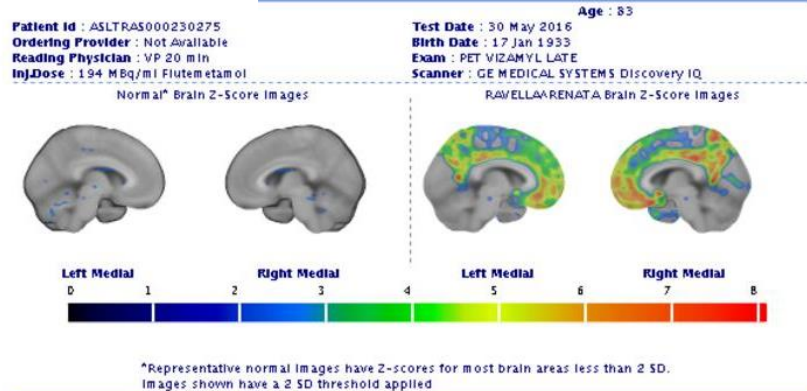 Age : 83
Patient Id : ASLTRAS000230275
Test Date : 30 May 2016
Ordering Provider : Not Available
Birth Date : 17 Jan 1933
Reading Physician : VP 20 min
Exam : PET VIZAMYL LATE
Inj.Dose : 194 MBq/ml Flutemetamol
Scanner : GE MEDICAL SYSTEMS Discovery IQ
Normal* Brain Z-Score Images
RAVELLA^RENATA Brain Z-Score Images
Left Medial
Right Medial
Left Medial
Right Medial
0 1 2 3 4 5 6 7 8
*Representative normal images have Z-scores for most brain areas less than 2 SD.
Images shown have a 2 SD threshold applied